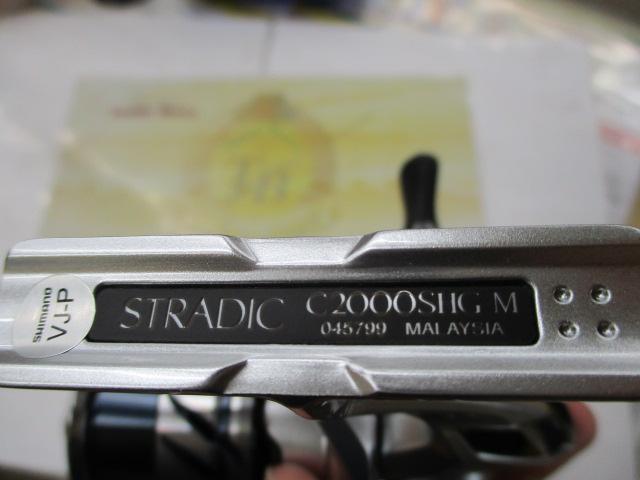 SHIMANO
VJ-P
STRADIC C2000SHG M
045799 MALAYSIA